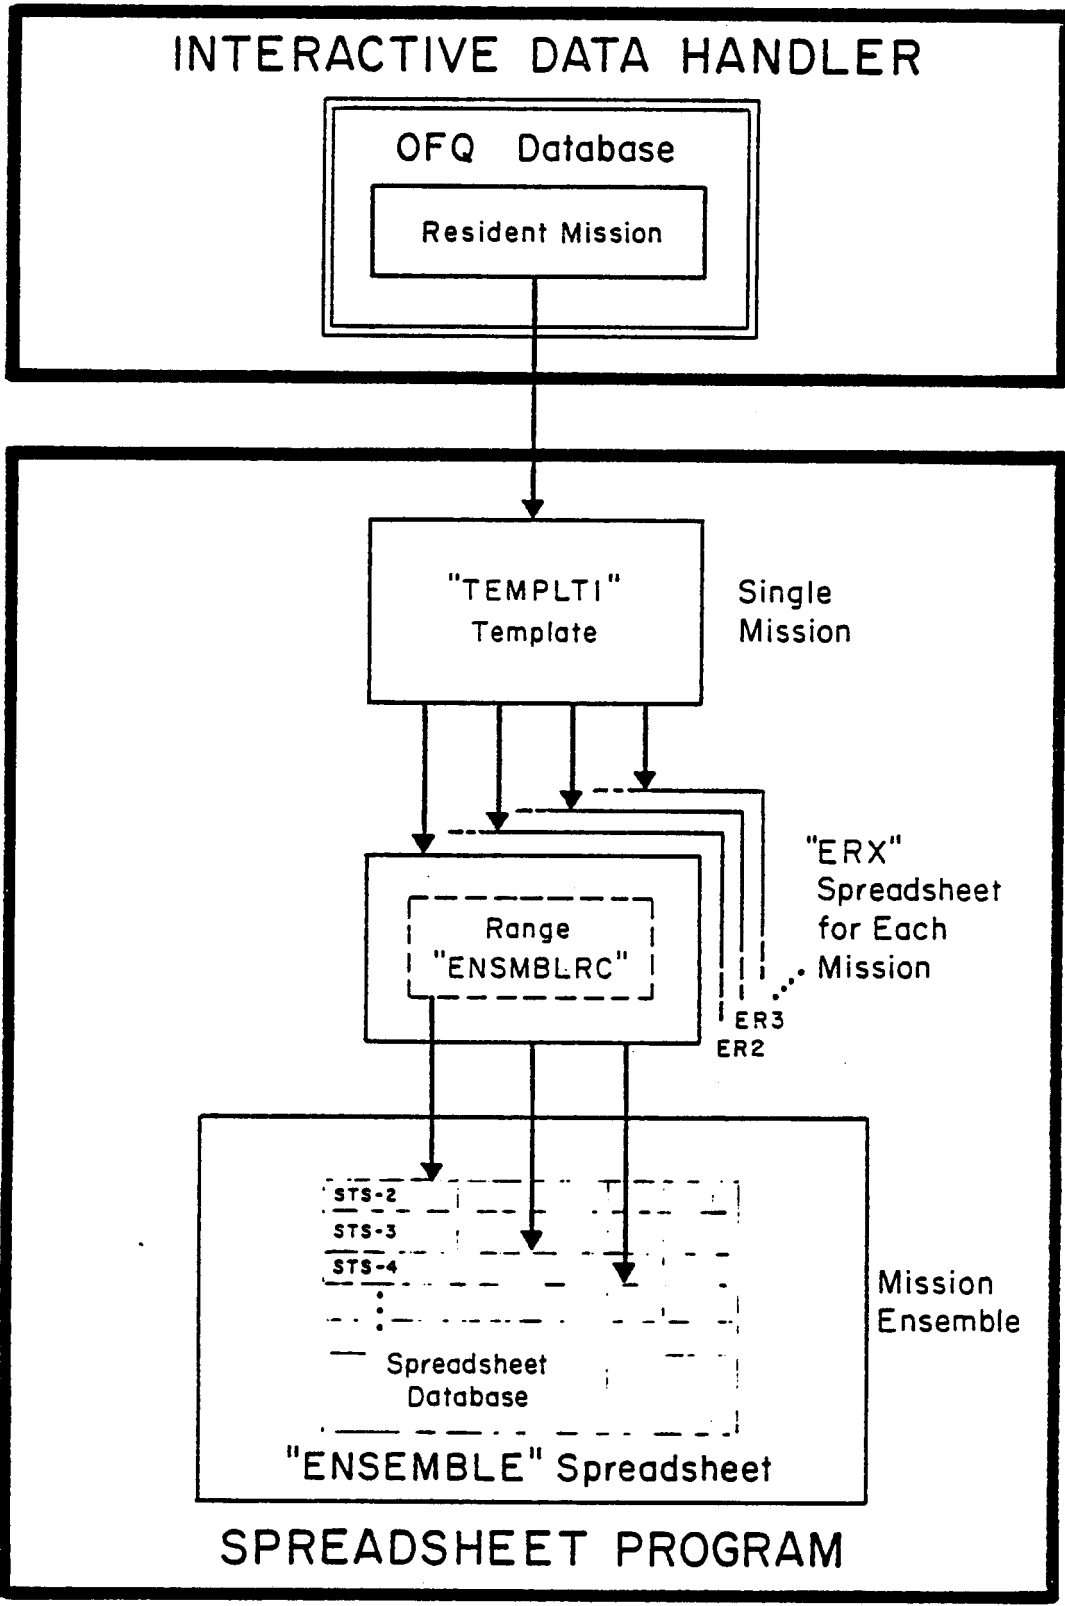 INTERACTIVE DATA HANDLER
OFQ Database
Resident Mission
"TEMPLT1"
Template
Single
Mission
"ERX"
Spreadsheet
for Each
Mission
Range
"ENSMBLRC"
ER3
ER2
STS-2
STS-3
STS-4
Mission
Ensemble
Spreadsheet
Database
"ENSEMBLE" Spreadsheet
SPREADSHEET PROGRAM